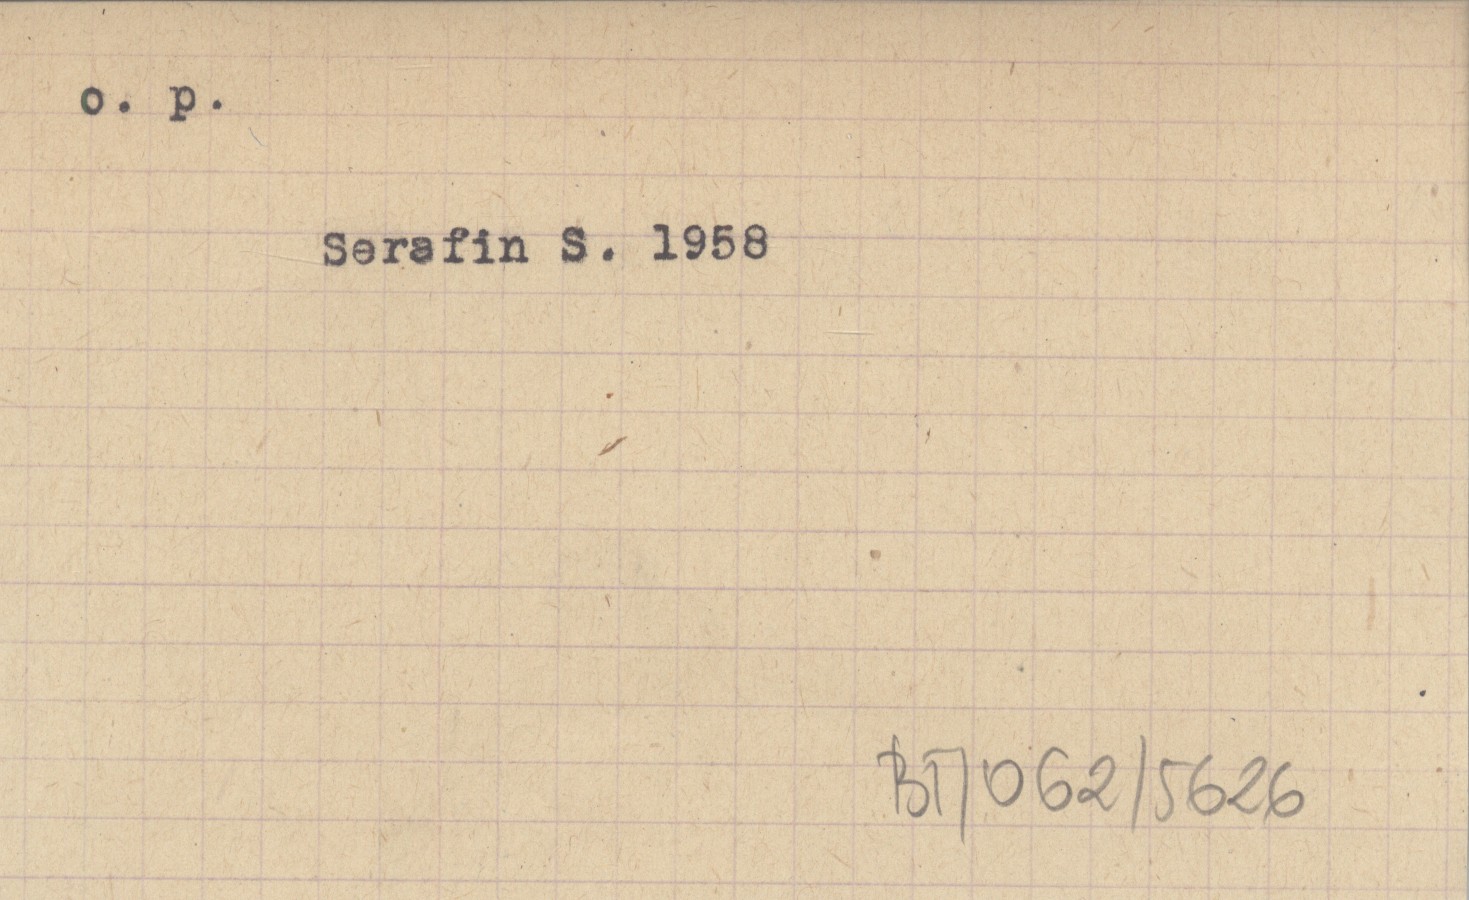 o. p.
Serafin S. 1958
BT/062/5626